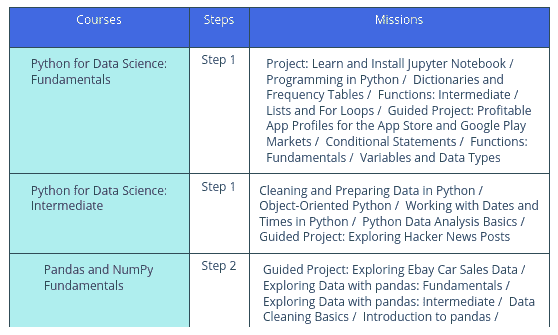 Courses Steps Missions
Python for Data Science:
Fundamentals
Step 1
Project: Learn and Install Jupyter Notebook /
Programming in Python / Dictionaries and
Frequency Tables / Functions: Intermediate /
Lists and For Loops / Guided Project: Profitable
App Profiles for the App Store and Google Play
Markets / Conditional Statements / Functions:
Fundamentals / Variables and Data Types
Python for Data Science:
Intermediate
Step 1
Cleaning and Preparing Data in Python /
Object-Oriented Python / Working with Dates and
Times in Python / Python Data Analysis Basics /
Guided Project: Exploring Hacker News Posts
Pandas and NumPy
Fundamentals
Step 2
Guided Project: Exploring Ebay Car Sales Data /
Exploring Data with pandas: Fundamentals /
Exploring Data with pandas: Intermediate / Data
Cleaning Basics / Introduction to pandas /